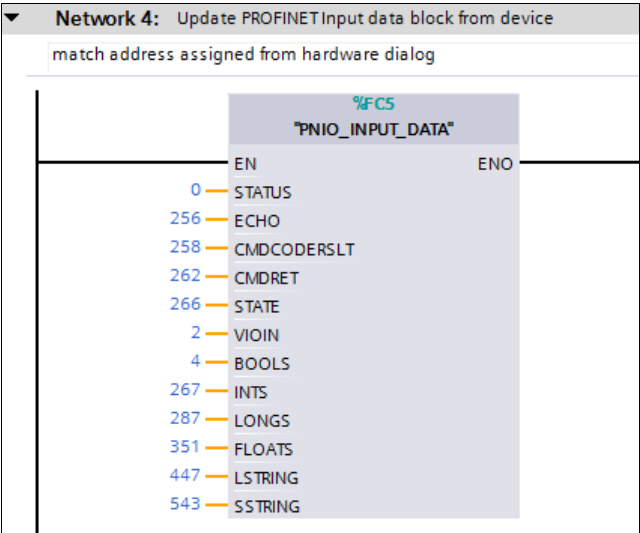 Network 4: Update PROFINET Input data block from device
match address assigned from hardware dialog
%FC5
"PNIO_INPUT_DATA"
EN ENO
0 STATUS
256 ECHO
258 CMDCODERSLT
262 CMDRET
266 STATE
2 VIOIN
4 BOOLS
267 INTS
287 LONGS
351 FLOATS
447 LSTRING
543 SSTRING